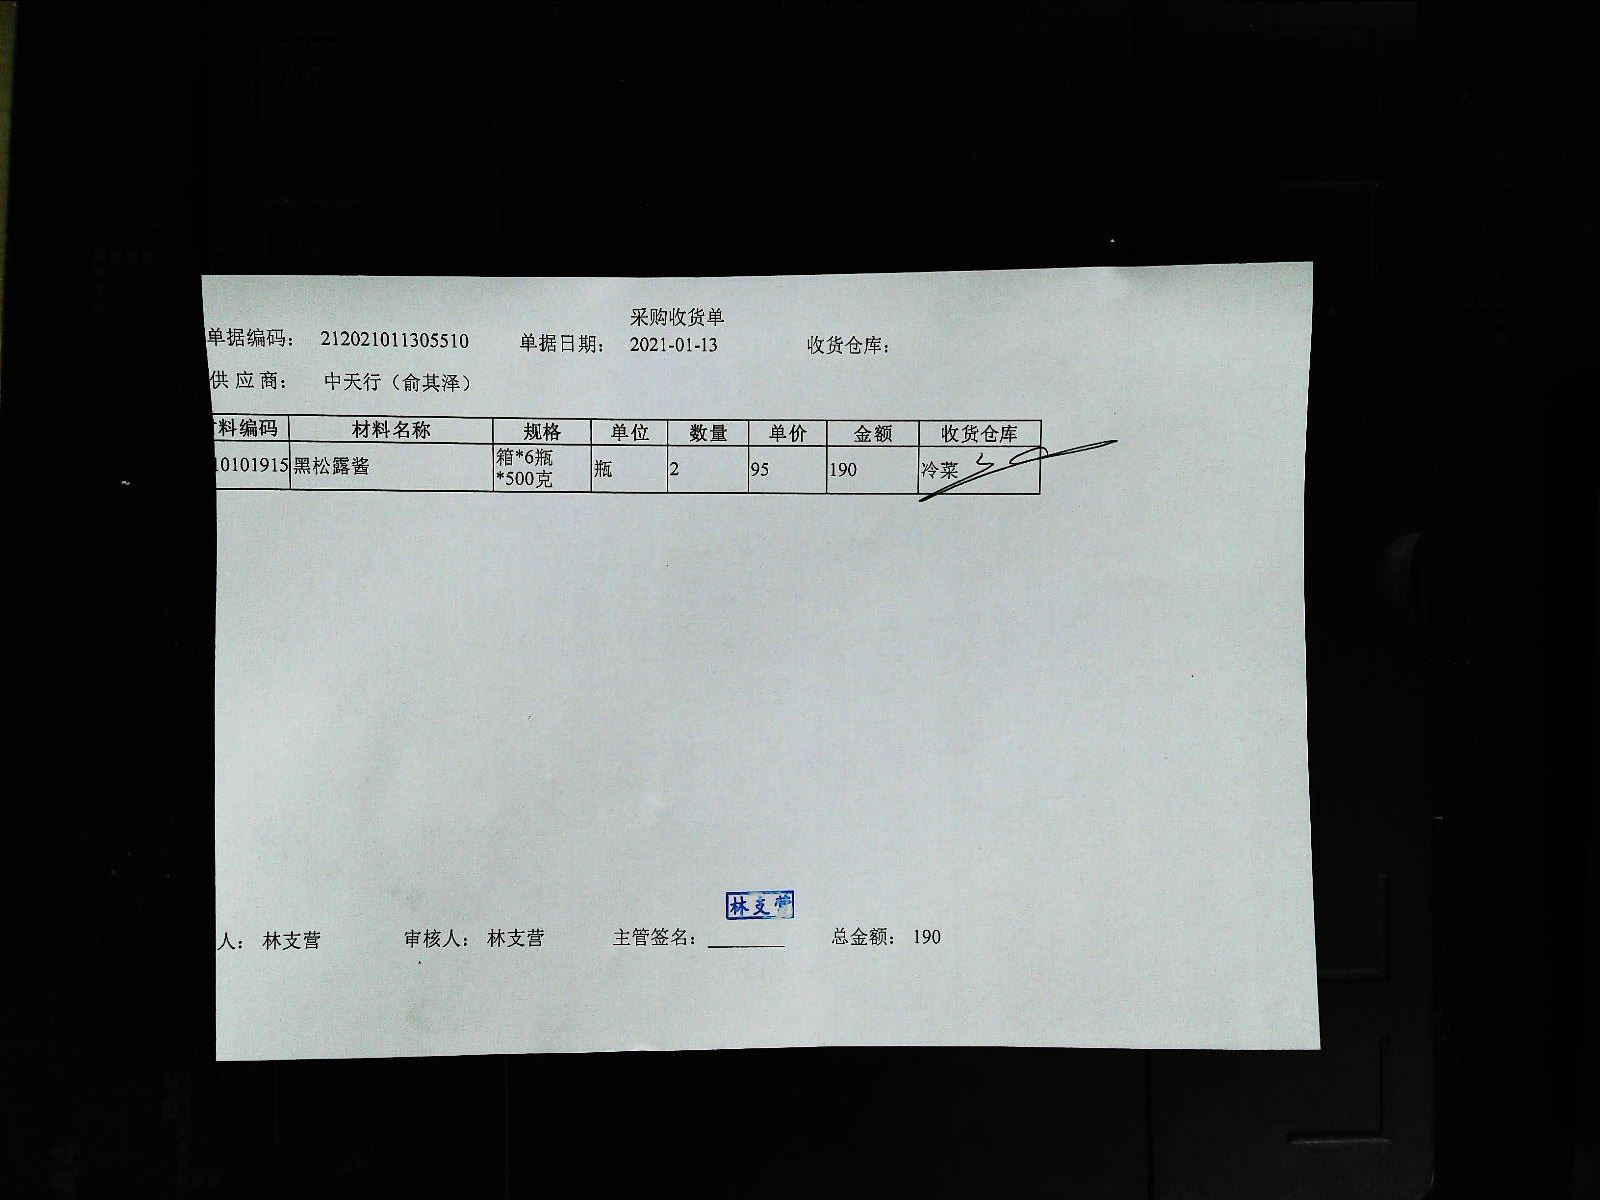 采购收货单
单据编码： 212021011305510 单据日期： 2021-01-13 收货仓库：
供应商： 中天行（俞其泽）
料编码 材料名称 规格 单位 数量 单价 金额 收货仓库
10101915 黑松露酱 箱*6瓶 瓶 2 95 190 冷菜
*500克
林支营
人： 林支营 审核人： 林支营 主管签名： 总金额： 190